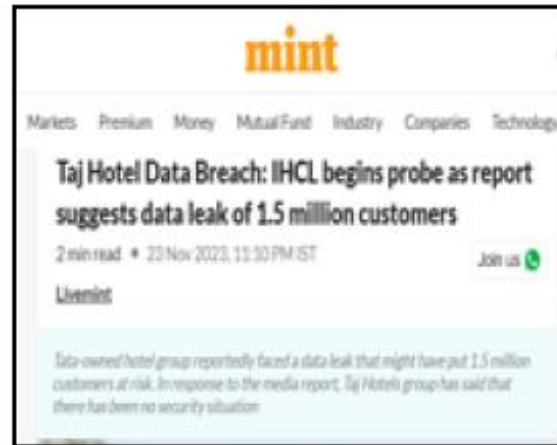 mint
Markets Premium Money Mutual Fund Industry Companies Technology
Taj Hotel Data Breach: IHCL begins probe as report
suggests data leak of 1.5 million customers
2 min read • 23 Nov 2023, 11:10 PM IST
Join us
Livemint
Tata-owned hotel group reportedly faced a data leak that might have put 1.5 million
customers at risk. In response to the media report, Taj Hotels group has said that
there has been no security situation